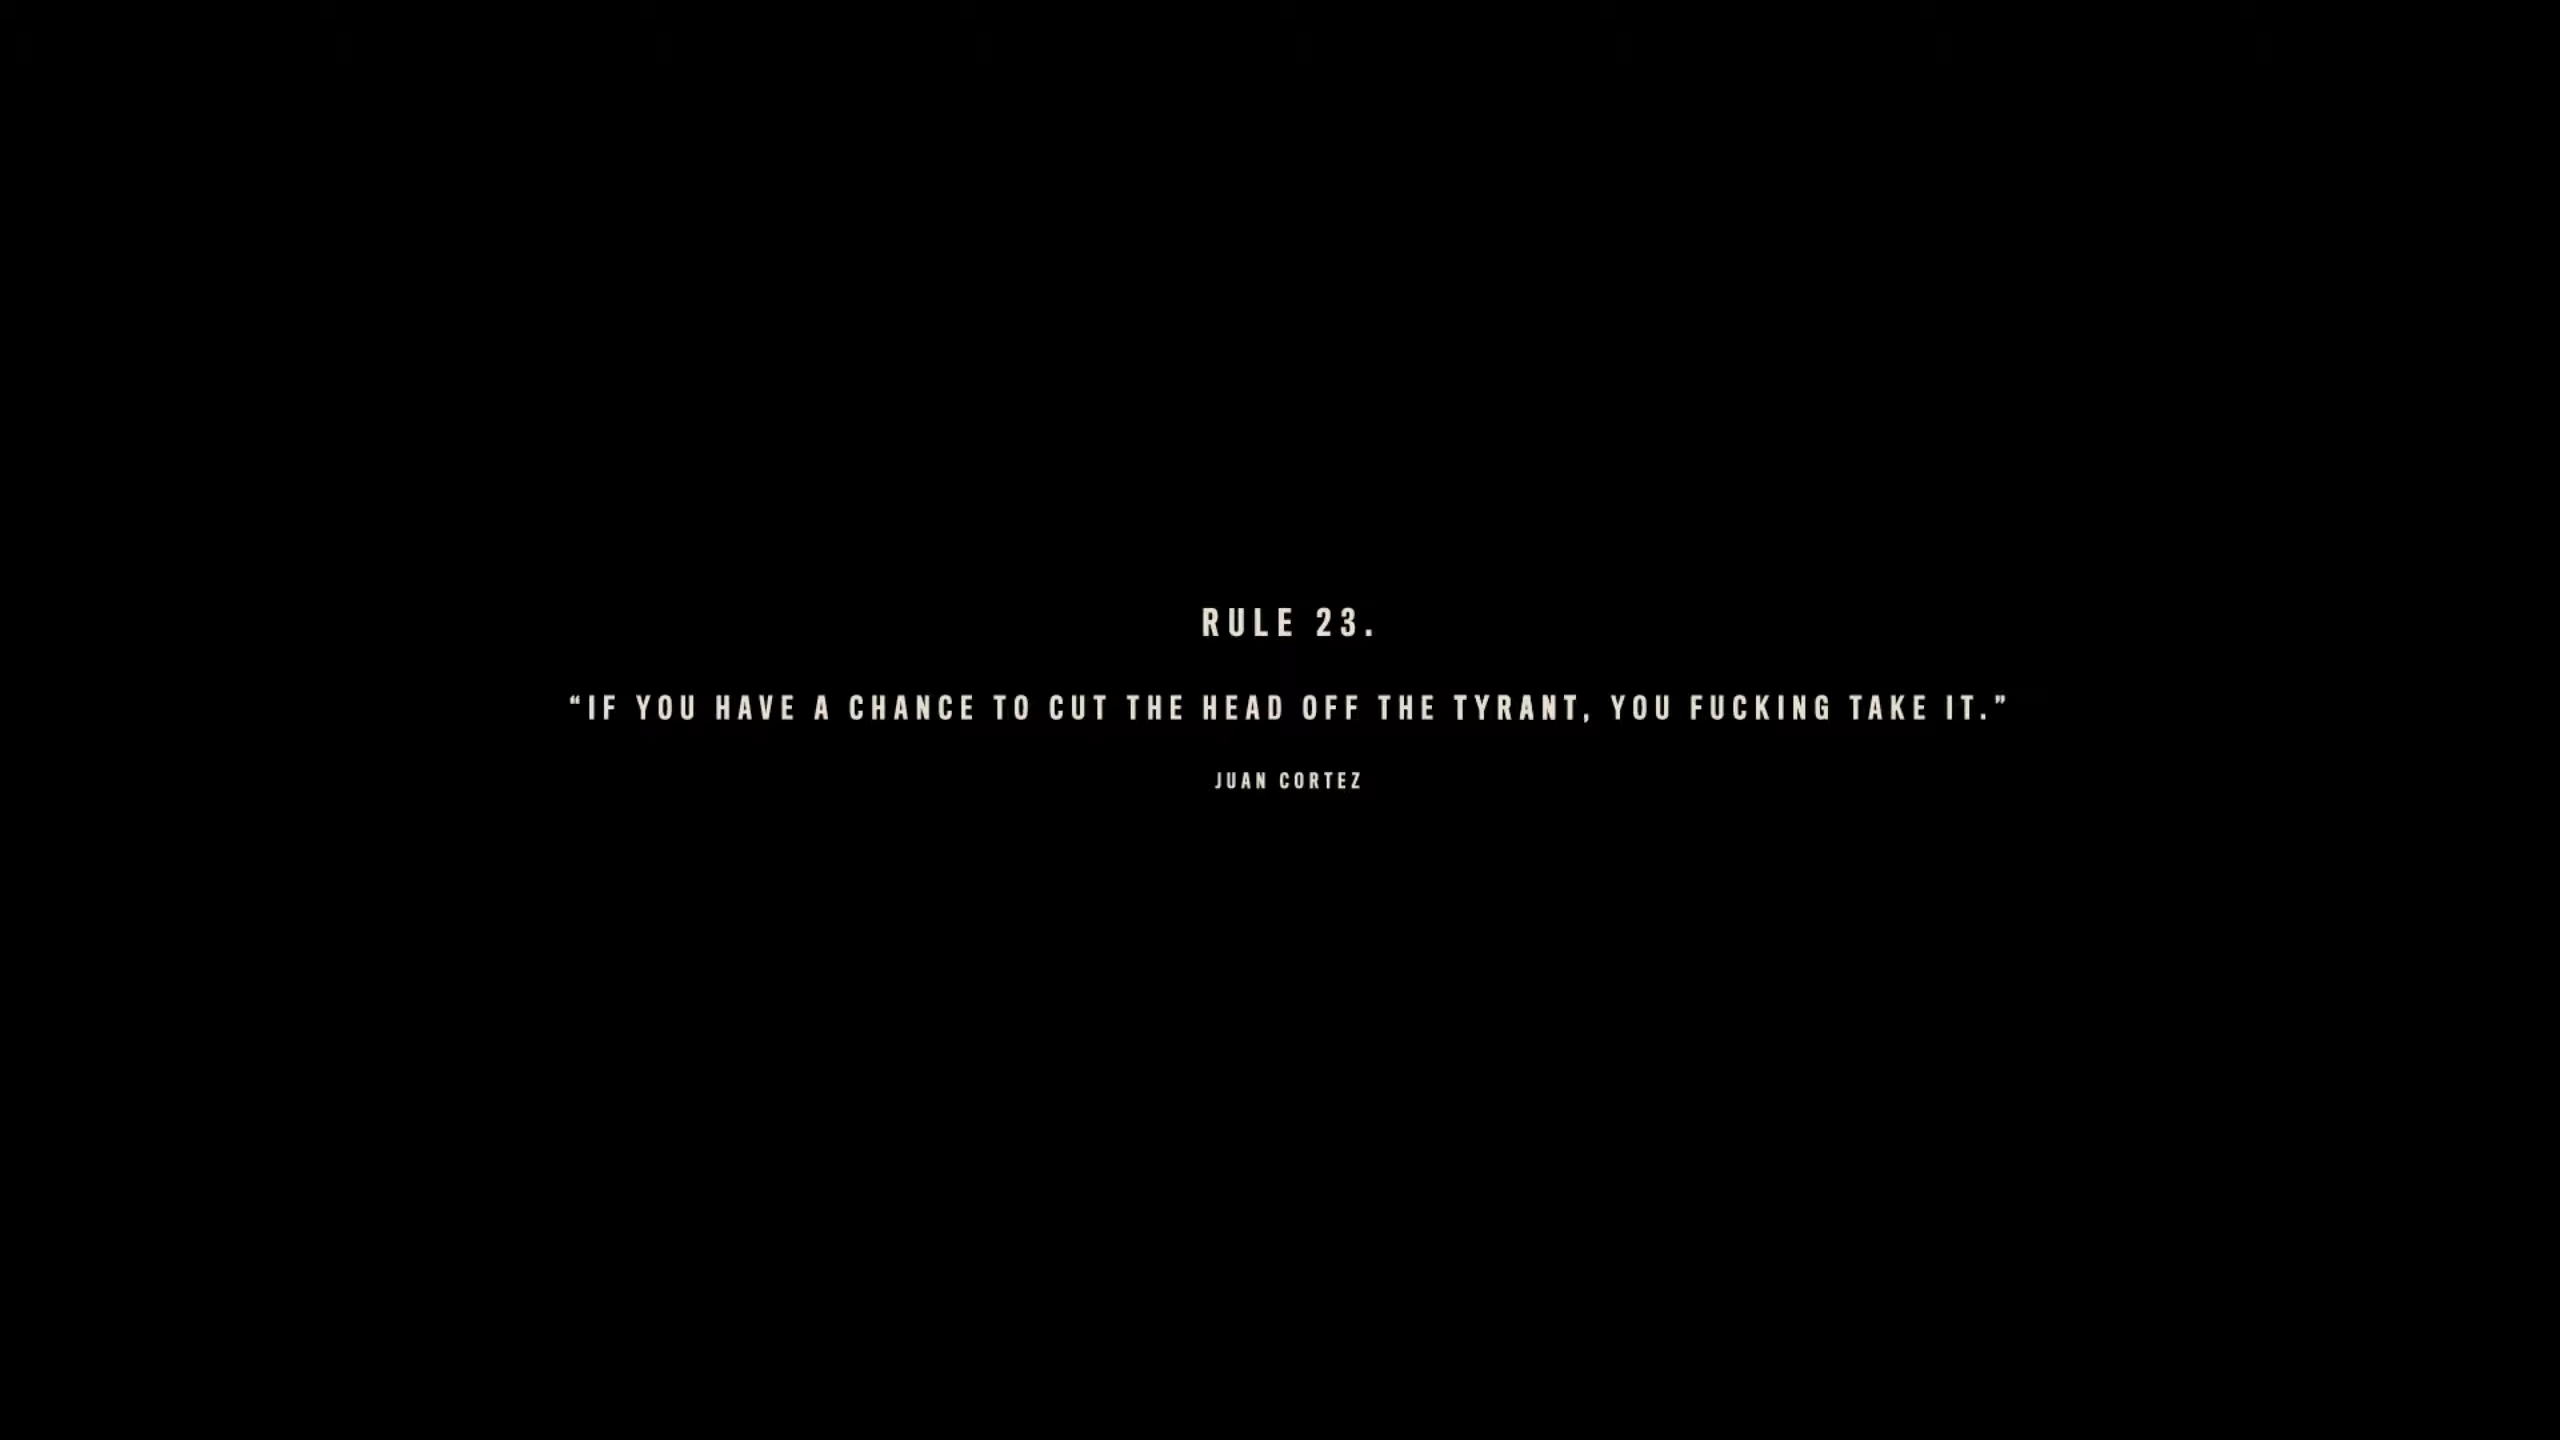 RULE 23.
“IF YOU HAVE A CHANCE TO CUT THE HEAD OFF THE TYRANT, YOU FUCKING TAKE IT.”
JUAN CORTEZ